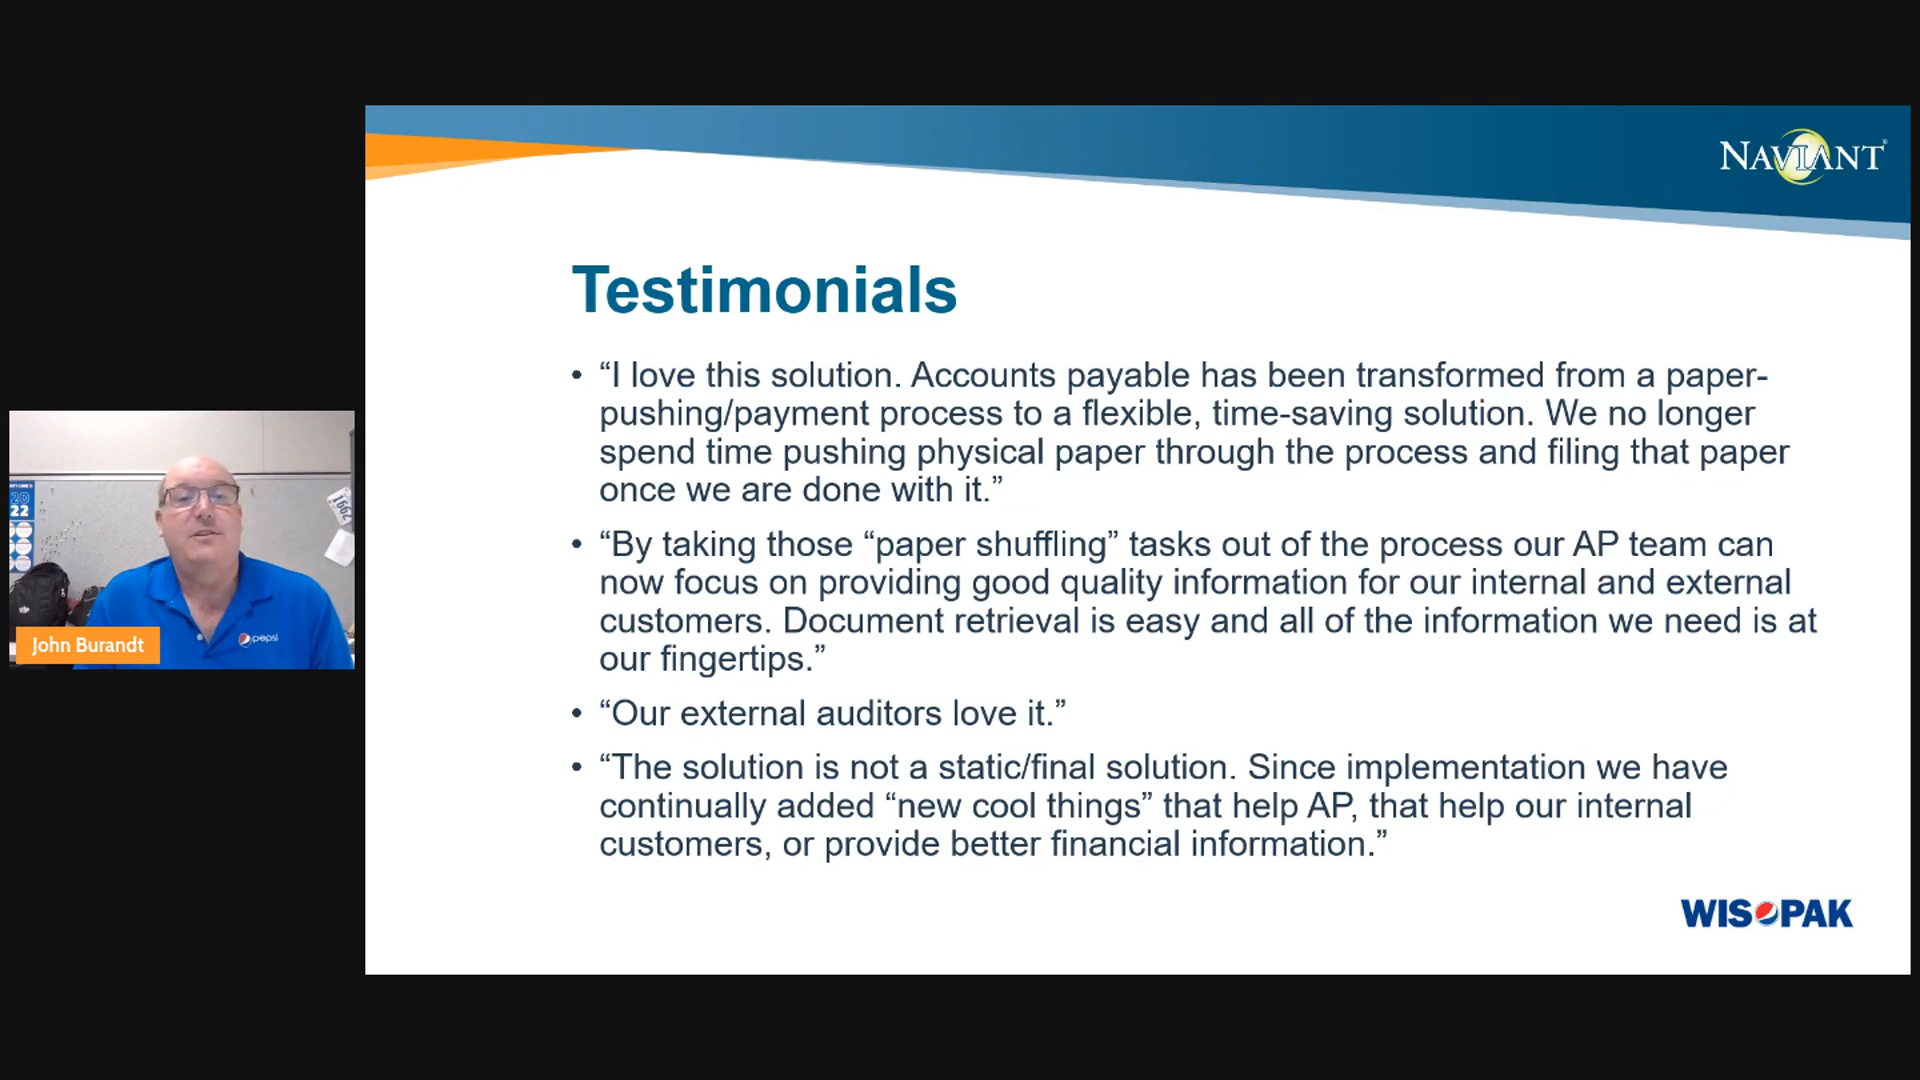 NAVIANT
Testimonials
• “I love this solution. Accounts payable has been transformed from a paper-
pushing/payment process to a flexible, time-saving solution. We no longer
spend time pushing physical paper through the process and filing that paper
once we are done with it.”
• “By taking those “paper shuffling” tasks out of the process our AP team can
now focus on providing good quality information for our internal and external
customers. Document retrieval is easy and all of the information we need is at
our fingertips.”
• “Our external auditors love it.”
• “The solution is not a static/final solution. Since implementation we have
continually added “new cool things” that help AP, that help our internal
customers, or provide better financial information.”
WIS PAK
20
22
1992
pepsi
John Burandt